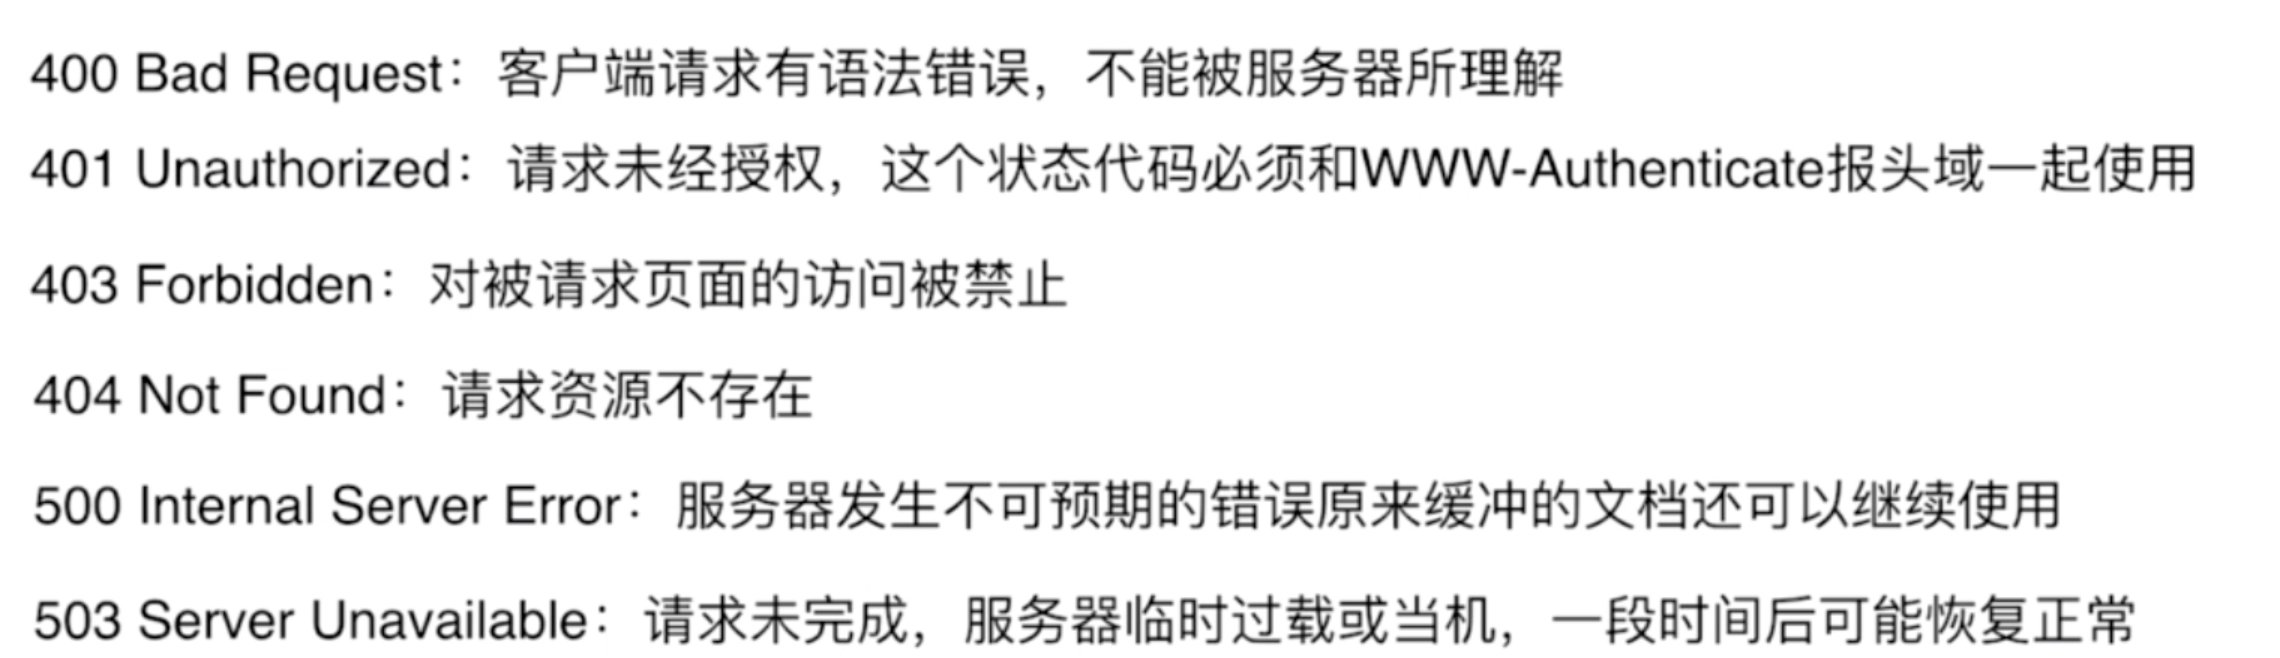 400 Bad Request：客户端请求有语法错误，不能被服务器所理解
401 Unauthorized：请求未经授权，这个状态代码必须和WWW-Authenticate报头域一起使用
403 Forbidden：对被请求页面的访问被禁止
404 Not Found：请求资源不存在
500 Internal Server Error：服务器发生不可预期的错误原来缓冲的文档还可以继续使用
503 Server Unavailable：请求未完成，服务器临时过载或当机，一段时间后可能恢复正常